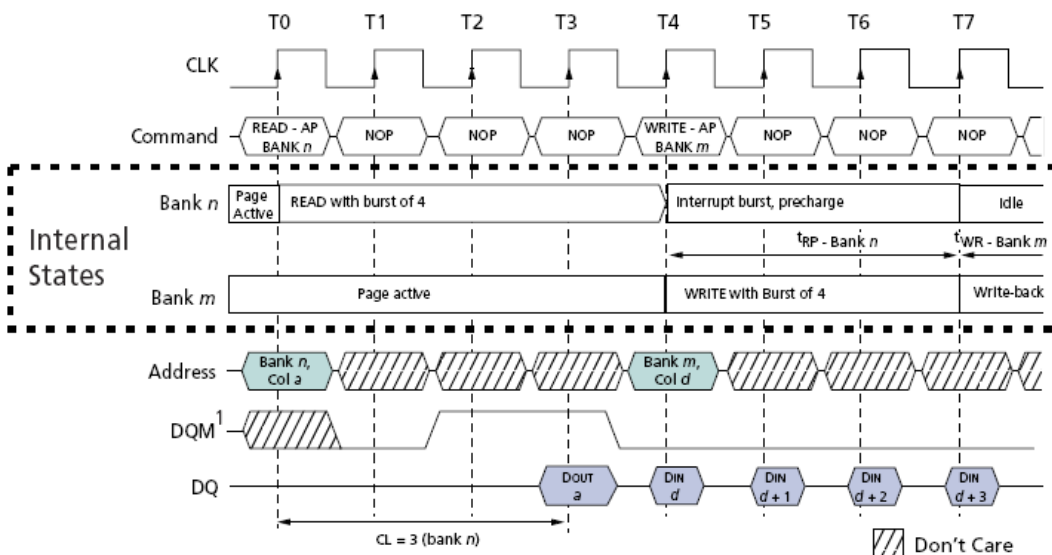 T0 T1 T2 T3 T4 T5 T6 T7
CLK
Command
READ - AP
BANK n
NOP
NOP
NOP
WRITE - AP
BANK m
NOP
NOP
NOP
Internal
States
Bank n
Page
Active
READ with burst of 4
Interrupt burst, precharge
Idle
tRP - Bank n
tWR - Bank m
Bank m
Page active
WRITE with Burst of 4
Write-back
Address
Bank n,
Col a
Bank m,
Col d
DQM1
DQ
DOUT
a
DIN
d
DIN
d + 1
DIN
d + 2
DIN
d + 3
CL = 3 (bank n)
Don't Care